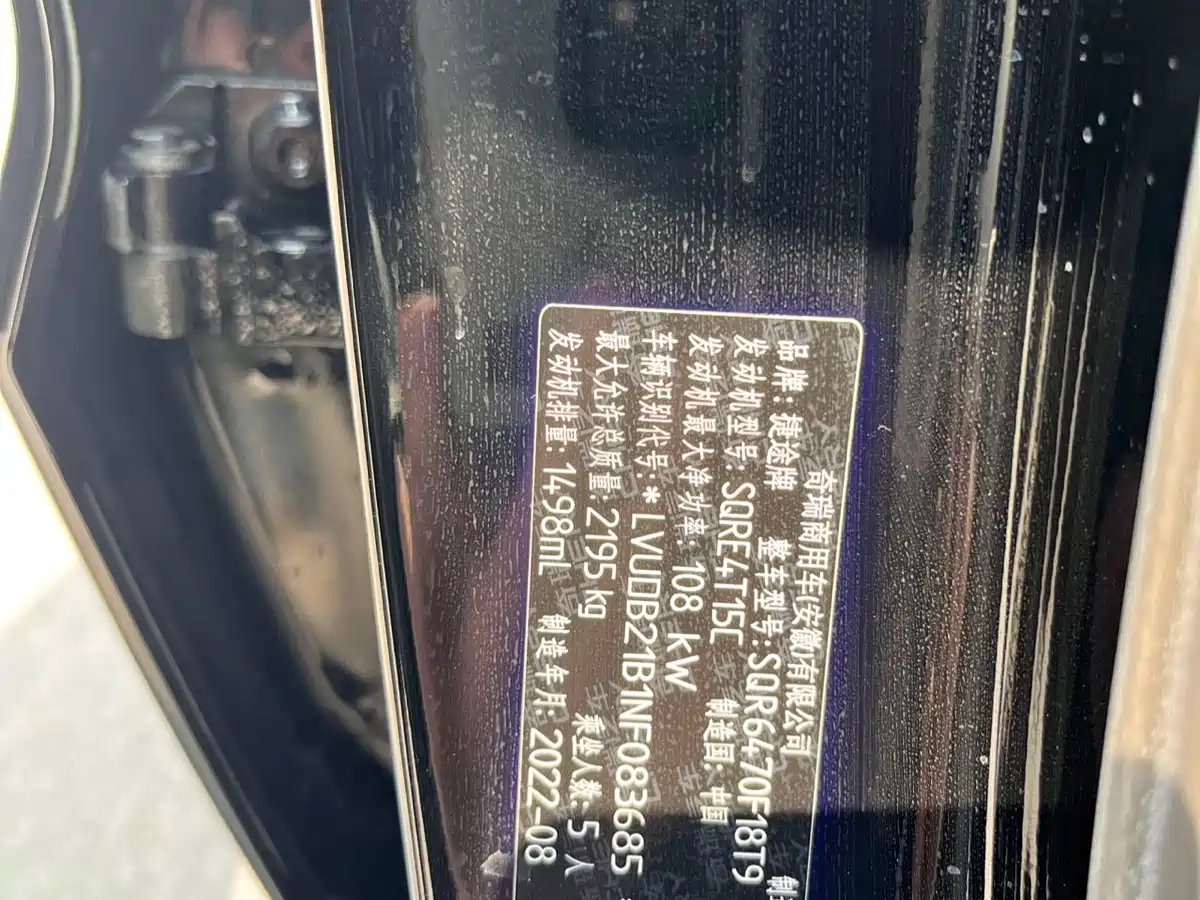 奇瑞商用车(安徽)有限公司 制
品牌: 捷途牌 整车型号: SQR6470F18T9
发动机型号: SQRE4T15C 制造国: 中国
发动机最大净功率: 108 kW
车辆识别代号: *LVUDB21B1NF083685*
最大允许总质量: 2195kg 乘坐人数: 5 人
发动机排量: 1498mL 制造年月: 2022-08